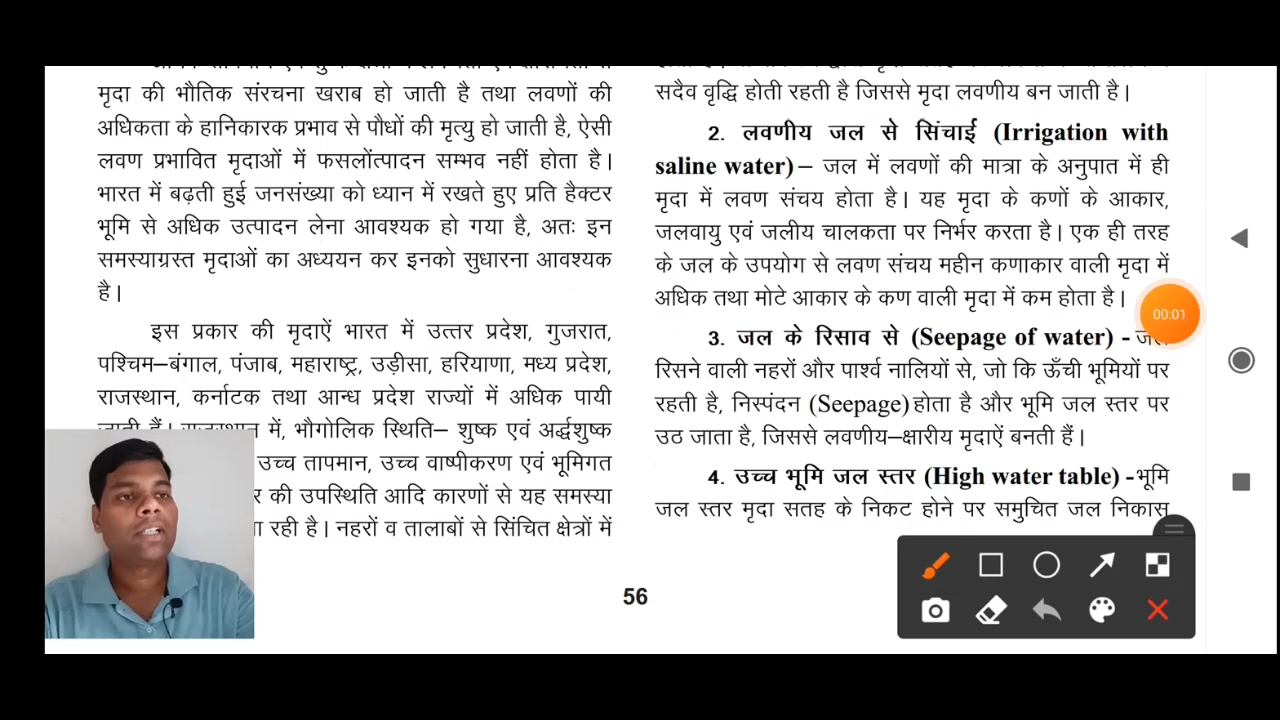 मृदा की भौतिक संरचना खराब हो जाती है तथा लवणों की
अधिकता के हानिकारक प्रभाव से पौधों की मृत्यु हो जाती है, ऐसी
लवण प्रभावित मृदाओं में फसलोंत्पादन सम्भव नहीं होता है।
भारत में बढ़ती हुई जनसंख्या को ध्यान में रखते हुए प्रति हैक्टर
भूमि से अधिक उत्पादन लेना आवश्यक हो गया है, अतः इन
समस्याग्रस्त मृदाओं का अध्ययन कर इनको सुधारना आवश्यक
है।
इस प्रकार की मृदाऐं भारत में उत्तर प्रदेश, गुजरात,
पश्चिम–बंगाल, पंजाब, महाराष्ट्र, उड़ीसा, हरियाणा, मध्य प्रदेश,
राजस्थान, कर्नाटक तथा आन्ध प्रदेश राज्यों में अधिक पायी
जाती हैं। राजस्थान में, भौगोलिक स्थिति– शुष्क एवं अर्द्धशुष्क
उच्च तापमान, उच्च वाष्पीकरण एवं भूमिगत
की उपस्थिति आदि कारणों से यह समस्या
रही है। नहरों व तालाबों से सिंचित क्षेत्रों में
सदैव वृद्धि होती रहती है जिससे मृदा लवणीय बन जाती है।
2. लवणीय जल से सिंचाई (Irrigation with
saline water)– जल में लवणों की मात्रा के अनुपात में ही
मृदा में लवण संचय होता है। यह मृदा के कणों के आकार,
जलवायु एवं जलीय चालकता पर निर्भर करता है। एक ही तरह
के जल के उपयोग से लवण संचय महीन कणाकार वाली मृदा में
अधिक तथा मोटे आकार के कण वाली मृदा में कम होता है।
3. जल के रिसाव से (Seepage of water) - जल
रिसने वाली नहरों और पार्श्व नालियों से, जो कि ऊँची भूमियों पर
रहती है, निस्पंदन (Seepage) होता है और भूमि जल स्तर पर
उठ जाता है, जिससे लवणीय–क्षारीय मृदाऐं बनती हैं।
4. उच्च भूमि जल स्तर (High water table) -भूमि
जल स्तर मृदा सतह के निकट होने पर समुचित जल निकास
56
00:01